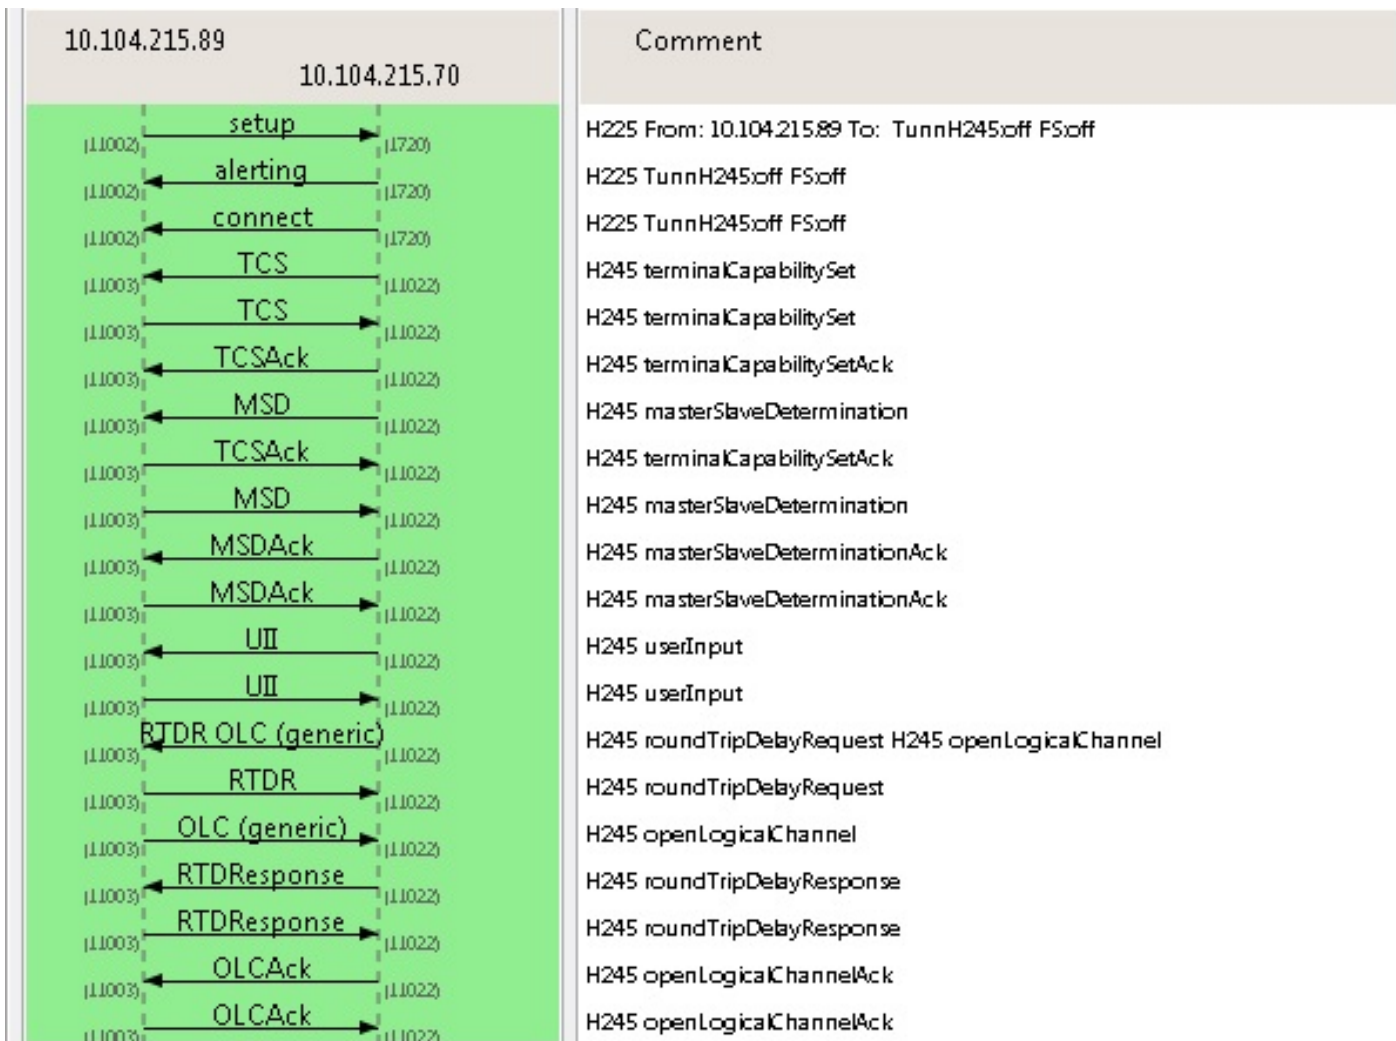 10.104.215.89
10.104.215.70
Comment
setup
(11002) (1720)
H225 From: 10.104.215.89 To: TunnH245:off FS:off
alerting
(11002) (1720)
H225 TunnH245:off FS:off
connect
(11002) (1720)
H225 TunnH245:off FS:off
TCS
(11003) (11022)
H245 terminalCapabilitySet
TCS
(11003) (11022)
H245 terminalCapabilitySet
TCSAck
(11003) (11022)
H245 terminalCapabilitySetAck
MSD
(11003) (11022)
H245 masterSlaveDetermination
TCSAck
(11003) (11022)
H245 terminalCapabilitySetAck
MSD
(11003) (11022)
H245 masterSlaveDetermination
MSDAck
(11003) (11022)
H245 masterSlaveDeterminationAck
MSDAck
(11003) (11022)
H245 masterSlaveDeterminationAck
UII
(11003) (11022)
H245 userInput
UII
(11003) (11022)
H245 userInput
RTDR OLC (generic)
(11003) (11022)
H245 roundTripDelayRequest H245 openLogicalChannel
RTDR
(11003) (11022)
H245 roundTripDelayRequest
OLC (generic)
(11003) (11022)
H245 openLogicalChannel
RTDResponse
(11003) (11022)
H245 roundTripDelayResponse
RTDResponse
(11003) (11022)
H245 roundTripDelayResponse
OLCAck
(11003) (11022)
H245 openLogicalChannelAck
OLCAck
(11003) (11022)
H245 openLogicalChannelAck